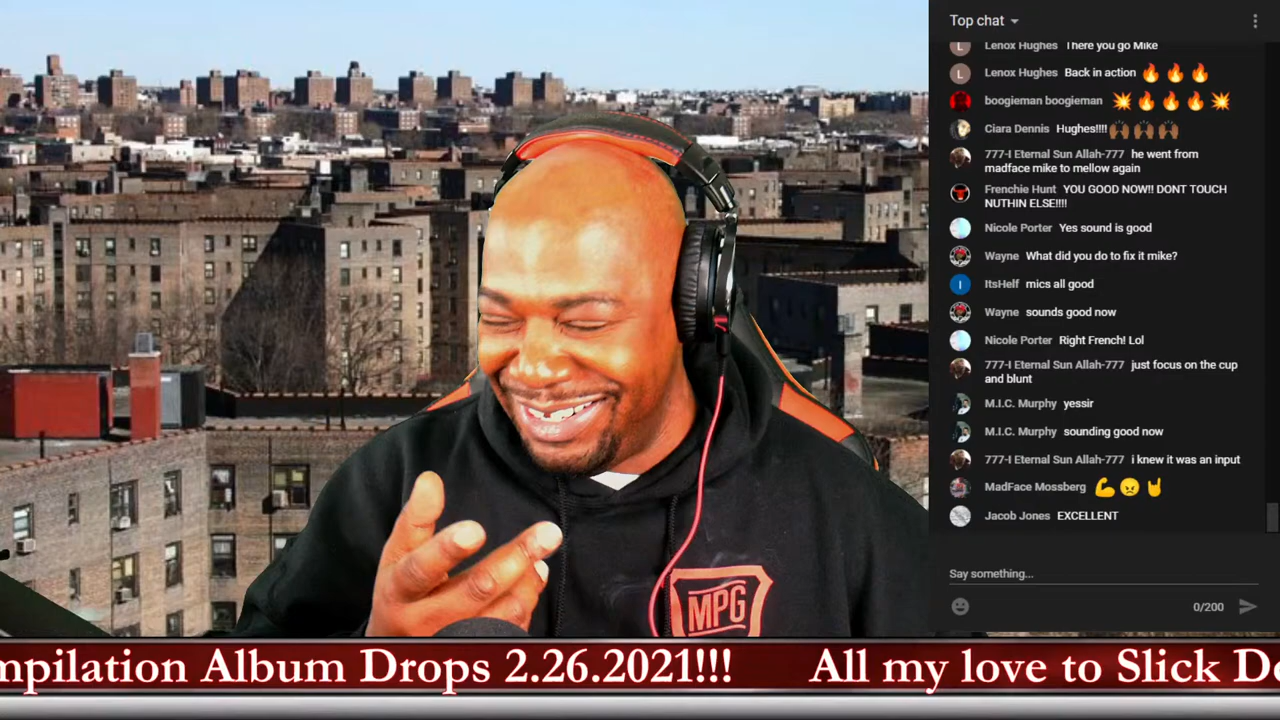 Top chat
Lenox Hughes There you go Mike
Lenox Hughes Back in action 🔥🔥🔥
boogieman boogieman 💥🔥🔥🔥💥
Ciara Dennis Hughes!!!!🙌🏾🙌🏾🙌🏾
777-I Eternal Sun Allah-777 he went from
madface mike to mellow again
Frenchie Hunt YOU GOOD NOW!! DONT TOUCH
NUTHIN ELSE!!!!
Nicole Porter Yes sound is good
Wayne What did you do to fix it mike?
ItsHelf mics all good
Wayne sounds good now
Nicole Porter Right French! Lol
777-I Eternal Sun Allah-777 just focus on the cup
and blunt
M.I.C. Murphy yessir
M.I.C. Murphy sounding good now
777-I Eternal Sun Allah-777 i knew it was an input
MadFace Mossberg 💪😠🤘
Jacob Jones EXCELLENT
Say something...
0/200
MPG
mpilation Album Drops 2.26.2021!!! All my love to Slick De